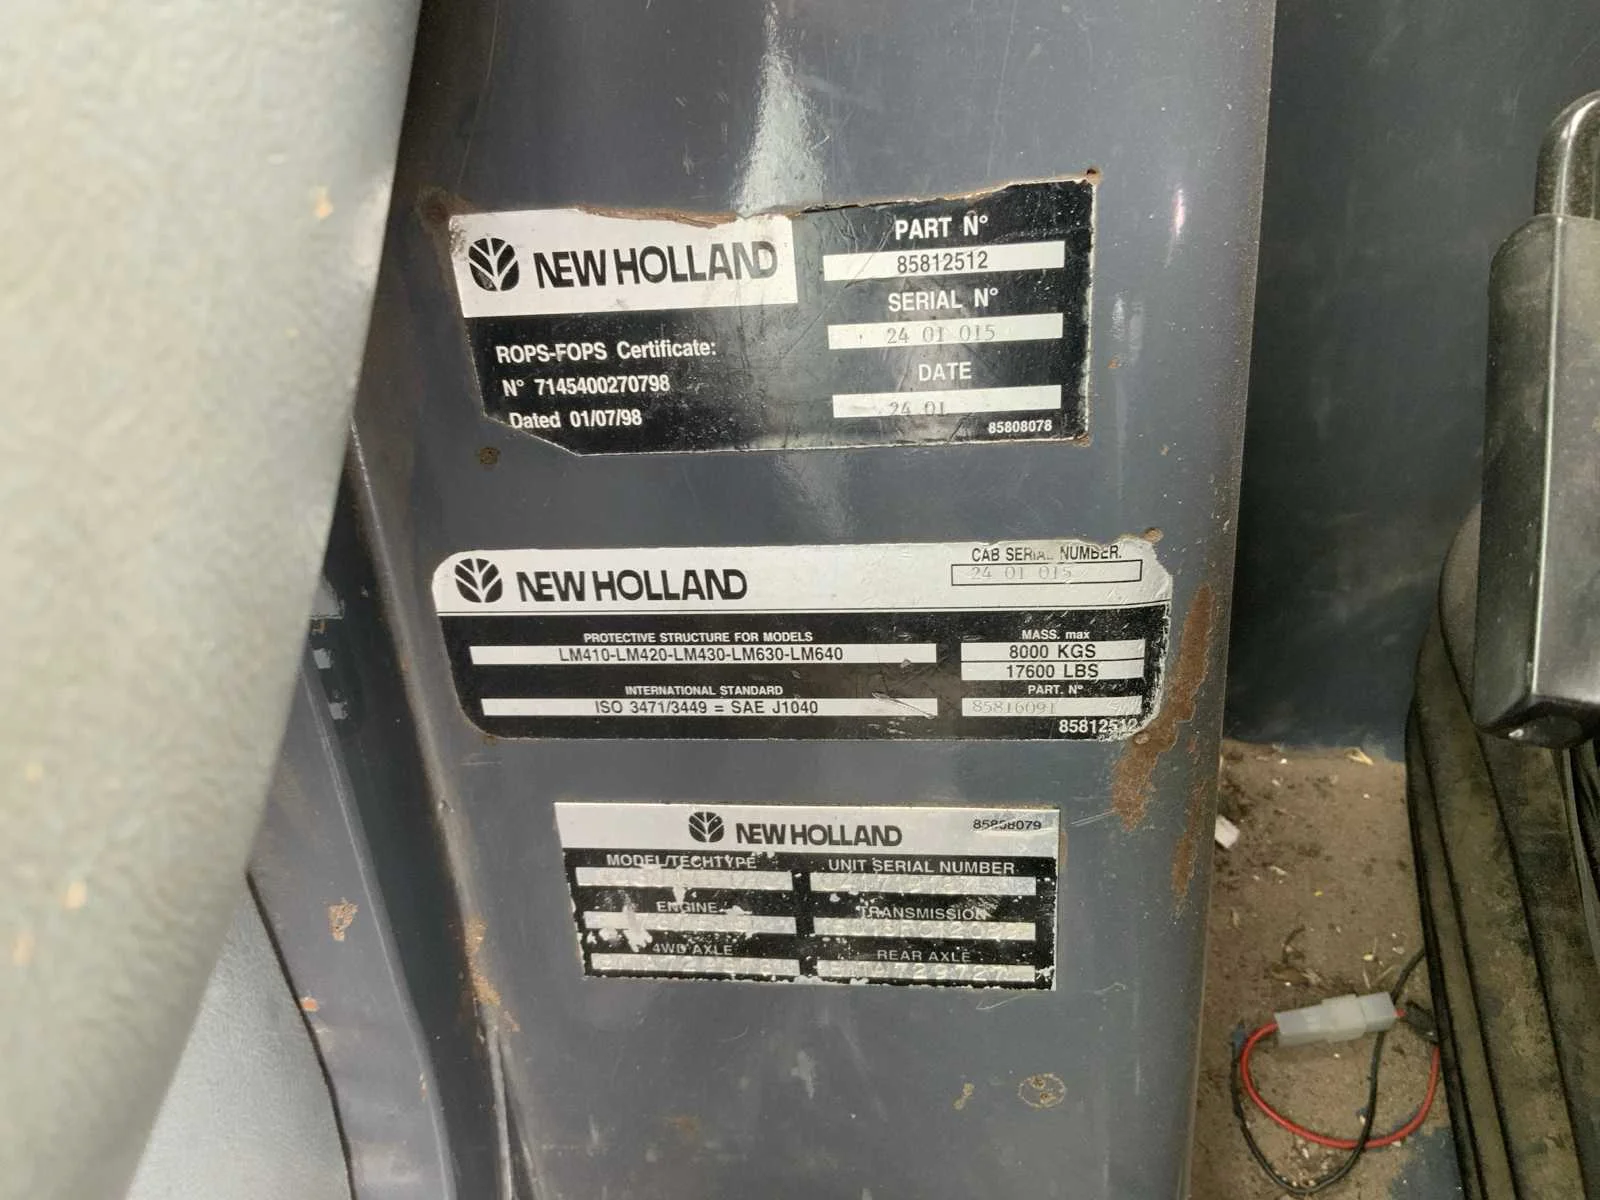 NEW HOLLAND
PART N°
85812512
SERIAL N°
24 01 015
ROPS-FOPS Certificate:
N° 7145400270798
Dated 01/07/98
DATE
24 01
85808078
NEW HOLLAND
CAB SERIAL NUMBER.
24 01 015
PROTECTIVE STRUCTURE FOR MODELS
LM410-LM420-LM430-LM630-LM640
MASS. max
8000 KGS
17600 LBS
INTERNATIONAL STANDARD
ISO 3471/3449 = SAE J1040
PART. N°
85816091
85812512
NEW HOLLAND
85808079
MODEL/TECHTYPE
UNIT SERIAL NUMBER
ENGINE
TRANSMISSION
4WD AXLE
REAR AXLE